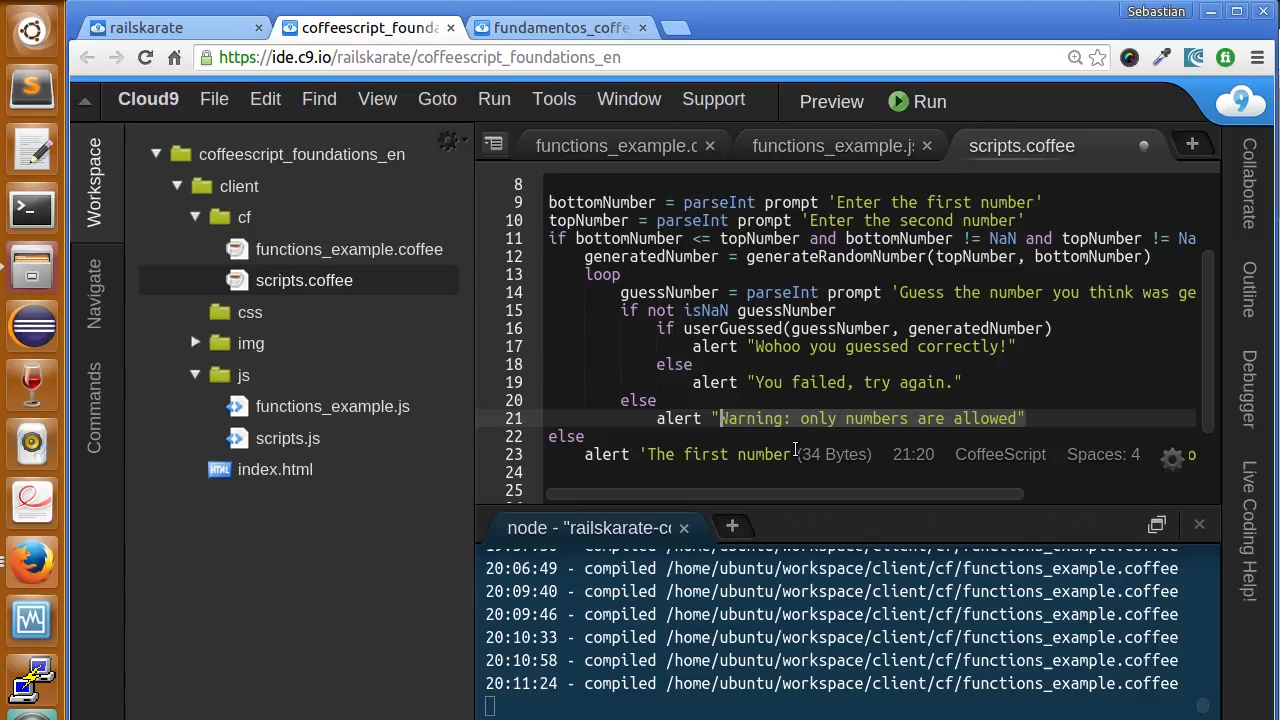 Sebastian
railskarate
coffeescript_founda
fundamentos_coffe
https://ide.c9.io/railskarate/coffeescript_foundations_en
Cloud9 File Edit Find View Goto Run Tools Window Support Preview Run
Workspace
Navigate
Commands
coffeescript_foundations_en
client
cf
functions_example.coffee
scripts.coffee
css
img
js
functions_example.js
scripts.js
index.html
functions_example.c functions_example.js scripts.coffee
8
9 bottomNumber = parseInt prompt 'Enter the first number'
10 topNumber = parseInt prompt 'Enter the second number'
11 if bottomNumber <= topNumber and bottomNumber != NaN and topNumber != Na
12 generatedNumber = generateRandomNumber(topNumber, bottomNumber)
13 loop
14 guessNumber = parseInt prompt 'Guess the number you think was ge
15 if not isNaN guessNumber
16 if userGuessed(guessNumber, generatedNumber)
17 alert "Wohoo you guessed correctly!"
18 else
19 alert "You failed, try again."
20 else
21 alert "Warning: only numbers are allowed"
22 else
23 alert 'The first number
(34 Bytes) 21:20 CoffeeScript Spaces: 4
24
25
node - "railskarate-co
20:06:49 - compiled /home/ubuntu/workspace/client/cf/functions_example.coffee
20:09:40 - compiled /home/ubuntu/workspace/client/cf/functions_example.coffee
20:09:46 - compiled /home/ubuntu/workspace/client/cf/functions_example.coffee
20:10:33 - compiled /home/ubuntu/workspace/client/cf/functions_example.coffee
20:10:58 - compiled /home/ubuntu/workspace/client/cf/functions_example.coffee
20:11:24 - compiled /home/ubuntu/workspace/client/cf/functions_example.coffee
Collaborate
Outline
Debugger
Live Coding Help!